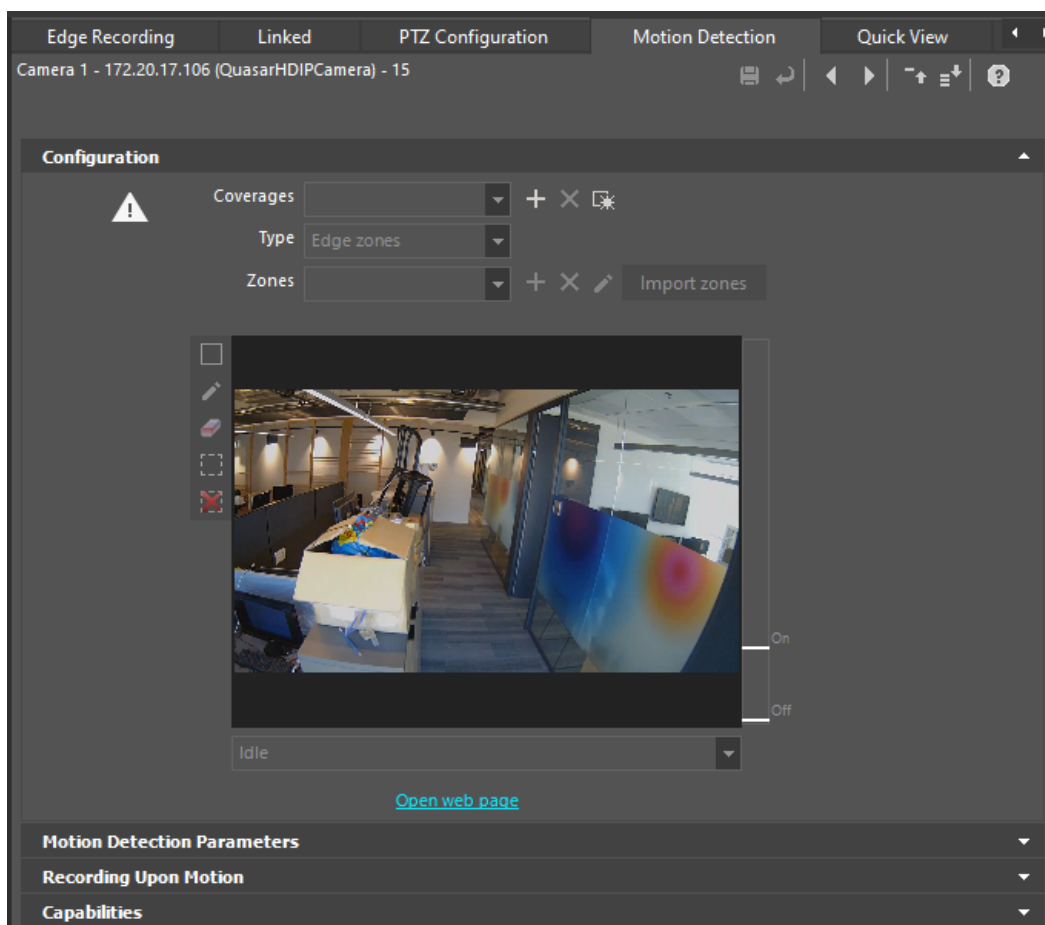 Edge Recording Linked PTZ Configuration Motion Detection Quick View
Camera 1 - 172.20.17.106 (QuasarHDIPCamera) - 15
Configuration
Coverages
Type Edge zones
Zones Import zones
On
Off
Idle
Open web page
Motion Detection Parameters
Recording Upon Motion
Capabilities